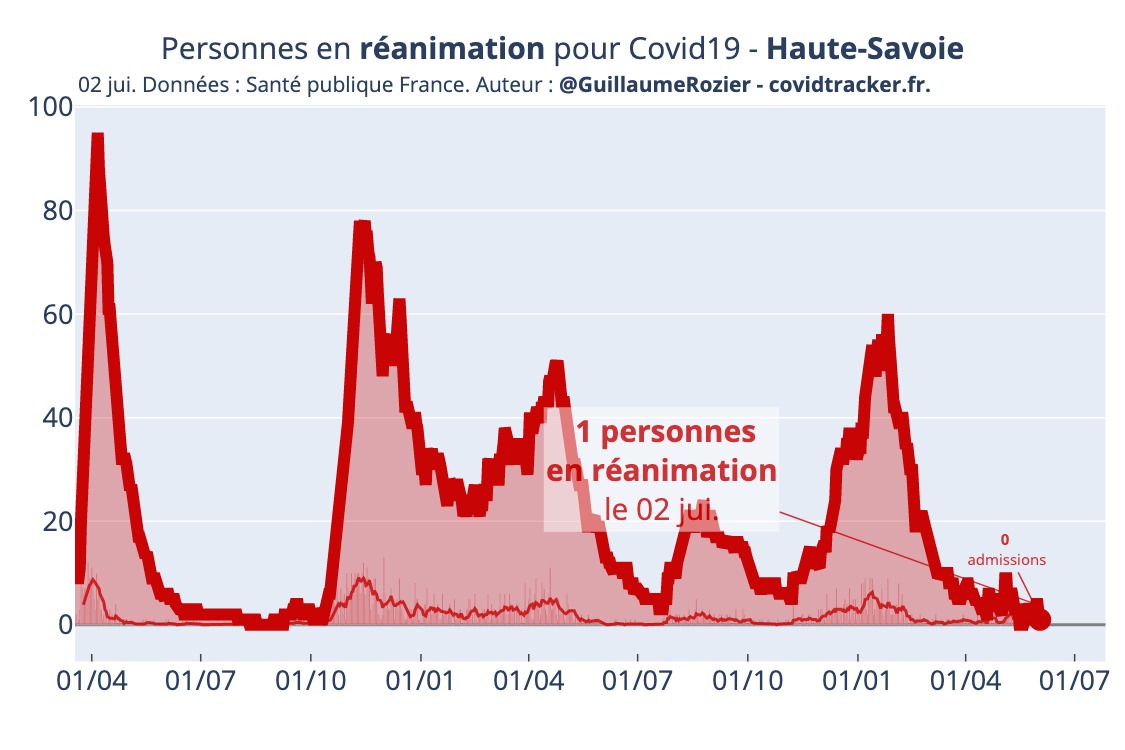 Personnes en réanimation pour Covid19 - Haute-Savoie
02 jui. Données : Santé publique France. Auteur : @GuillaumeRozier - covidtracker.fr.
100
80
60
40
20
0
1 personnes
en réanimation
le 02 jui.
0
admissions
01/04
01/07
01/10
01/01
01/04
01/07
01/10
01/01
01/04
01/07